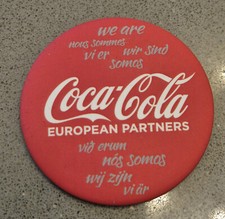 we are
nous sommes
vi er wir sind
somos
Coca-Cola
EUROPEAN PARTNERS
við erum
nós somos
wij zijn
vi är